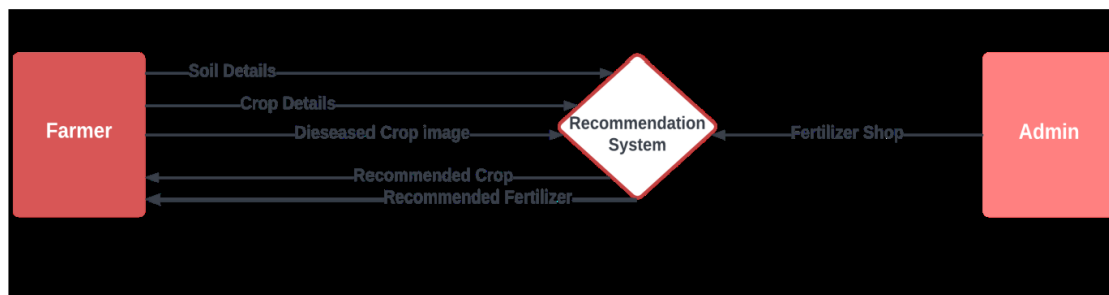 Soil Details
Crop Details
Farmer
Dieseased Crop image
Recommendation
System
Fertilizer Shop
Admin
Recommended Crop
Recommended Fertilizer